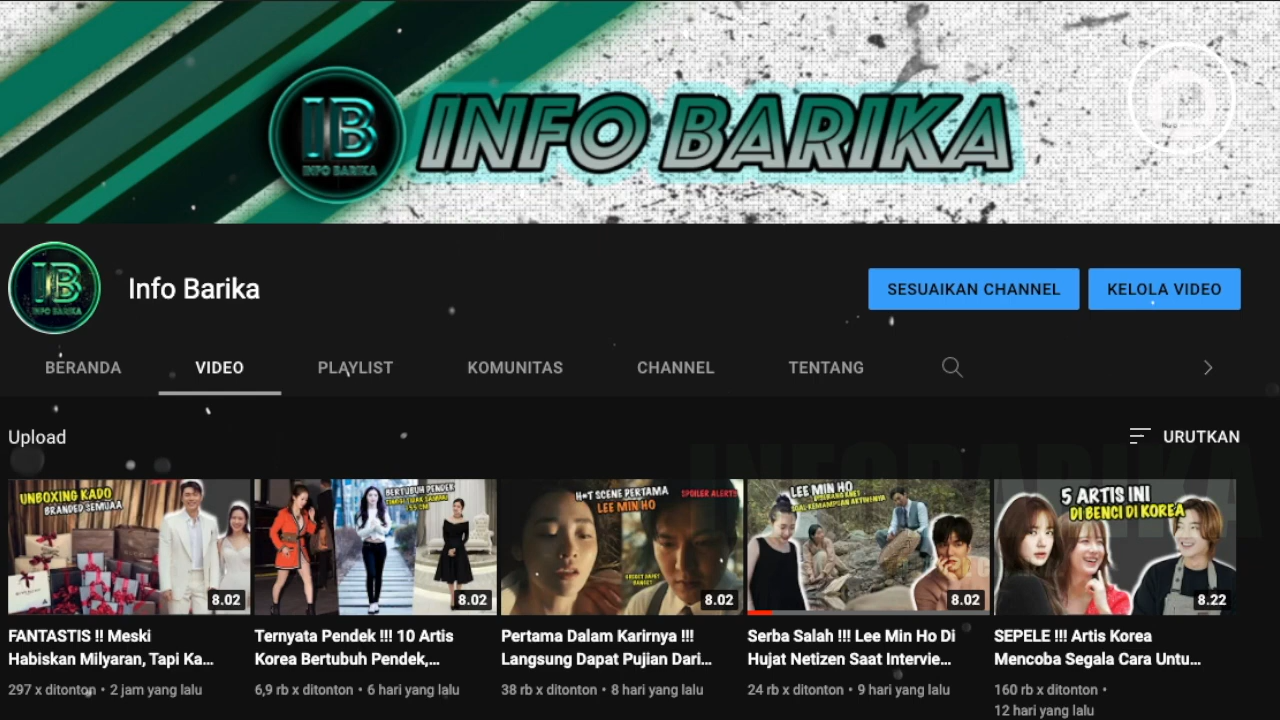 IB
INFO BARIKA
INFO BARIKA
IB
INFO BARIKA
Info Barika
SESUAIKAN CHANNEL
KELOLA VIDEO
BERANDA
VIDEO
PLAYLIST
KOMUNITAS
CHANNEL
TENTANG
Upload
URUTKAN
UNBOXING KADO
BRANDED SEMUAA
8.02
BERTUBUH PENDEK
8.02
H*T SCENE PERTAMA
LEE MIN HO
SPOILER ALERT!!
8.02
LEE MIN HO
8.02
5 ARTIS INI
DI BENCI DI KOREA
8.22
FANTASTIS !! Meski
Habiskan Milyaran, Tapi Ka...
297 x ditonton • 2 jam yang lalu
Ternyata Pendek !!! 10 Artis
Korea Bertubuh Pendek,...
6,9 rb x ditonton • 6 hari yang lalu
Pertama Dalam Karirnya !!!
Langsung Dapat Pujian Dari...
38 rb x ditonton • 8 hari yang lalu
Serba Salah !!! Lee Min Ho Di
Hujat Netizen Saat Intervie...
24 rb x ditonton • 9 hari yang lalu
SEPELE !!! Artis Korea
Mencoba Segala Cara Untu...
160 rb x ditonton •
12 hari yang lalu